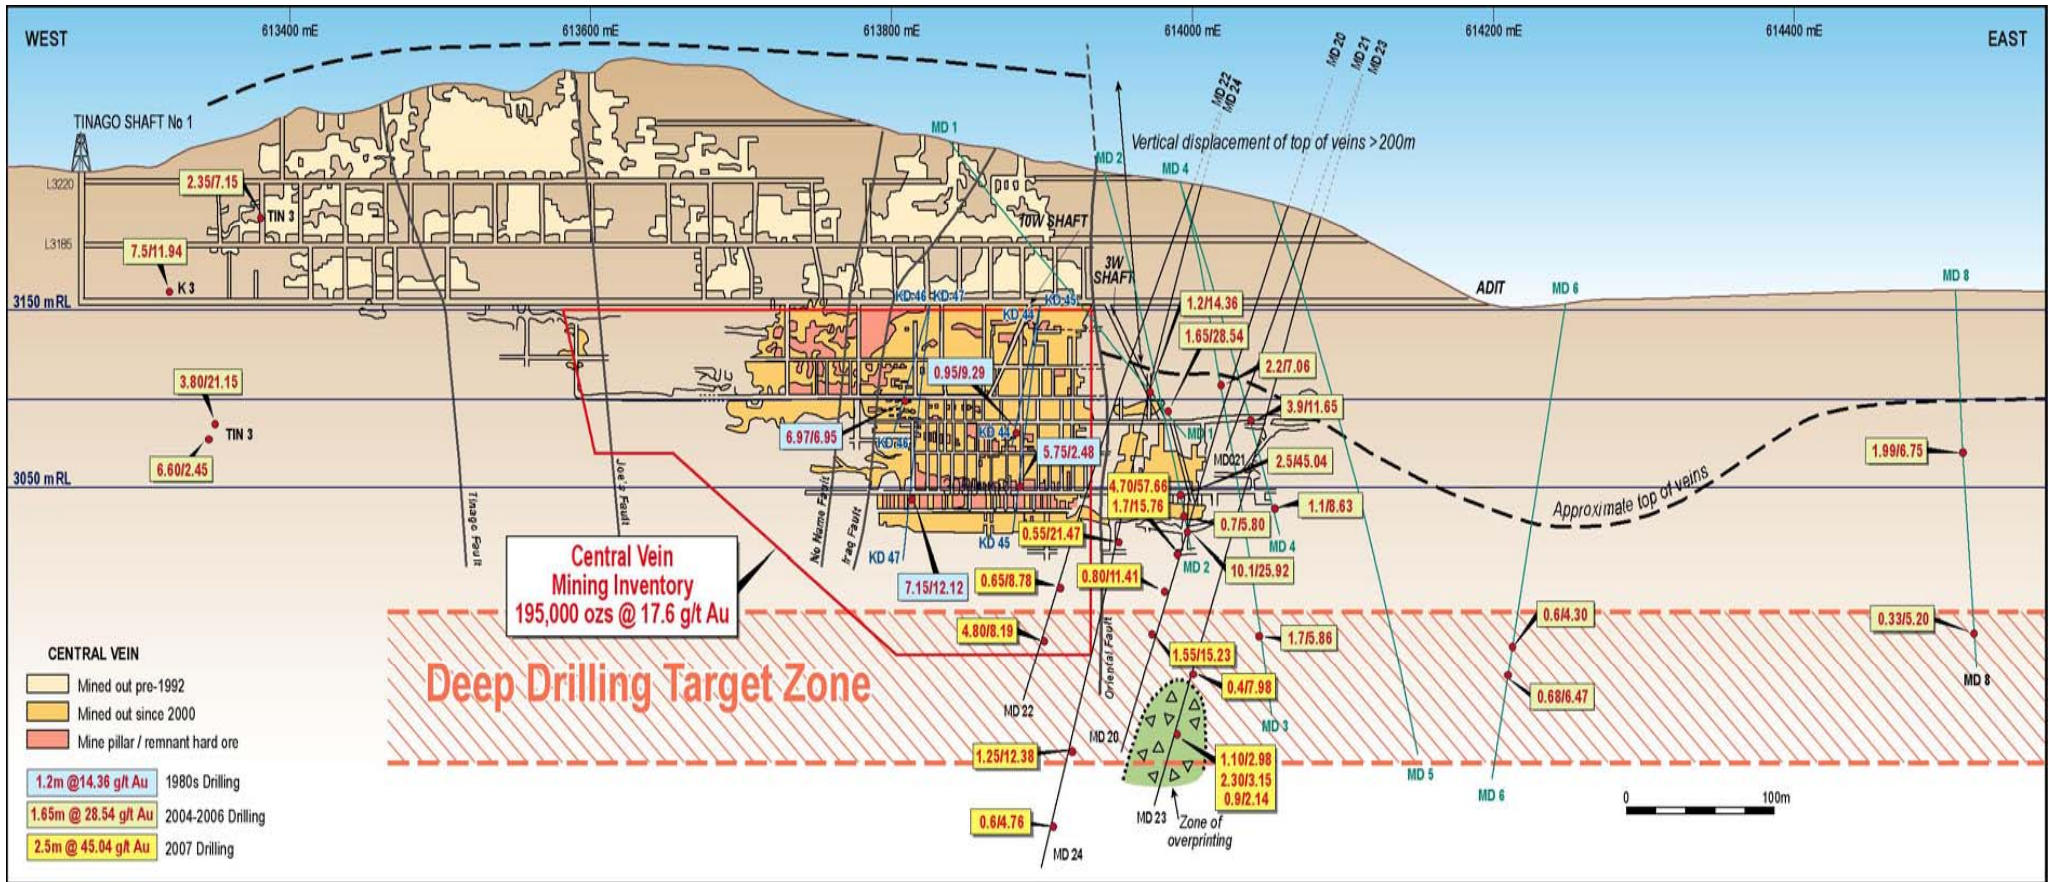 WEST
613400 mE
613600 mE
613800 mE
614000 mE
614200 mE
614400 mE
EAST
MD 20
MD 21
MD 23
MD 22
MD 24
TINAGO SHAFT No 1
MD 1
Vertical displacement of top of veins >200m
MD 2
MD 4
L3220
2.35/7.15
TIN 3
10W SHAFT
L3185
7.5/11.94
K 3
3W
SHAFT
ADIT
MD 6
MD 8
3150 mRL
KD 46
KD 47
KD 45
KD 44
1.2/14.36
1.65/28.54
2.2/7.06
0.95/9.29
3.80/21.15
3.9/11.65
TIN 3
6.97/6.95
KD 46
KD 44
MD 1
5.75/2.48
1.99/6.75
6.60/2.45
MD021
2.5/45.04
3050 mRL
4.70/57.66
1.7/15.76
Approximate top of veins
1.1/8.63
Tinago Fault
Joe's Fault
No Name Fault
Iraq Fault
0.55/21.47
0.7/5.80
KD 45
MD 4
KD 47
MD 2
10.1/25.92
Central Vein
Mining Inventory
195,000 ozs @ 17.6 g/t Au
7.15/12.12
0.65/8.78
0.80/11.41
0.6/4.30
0.33/5.20
4.80/8.19
1.7/5.86
Oriental Fault
1.55/15.23
Deep Drilling Target Zone
0.4/7.98
0.68/6.47
MD 8
MD 22
MD 3
MD 20
1.25/12.38
1.10/2.98
2.30/3.15
0.9/2.14
MD 5
MD 6
0.6/4.76
MD 23
Zone of
overprinting
MD 24
0
100m
CENTRAL VEIN
Mined out pre-1992
Mined out since 2000
Mine pillar / remnant hard ore
1.2m @14.36 g/t Au
1980s Drilling
1.65m @ 28.54 g/t Au
2004-2006 Drilling
2.5m @ 45.04 g/t Au
2007 Drilling